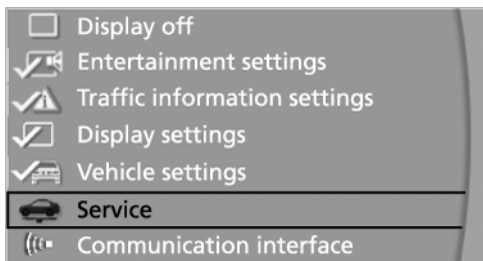 Display off
Entertainment settings
Traffic information settings
Display settings
Vehicle settings
Service
Communication interface